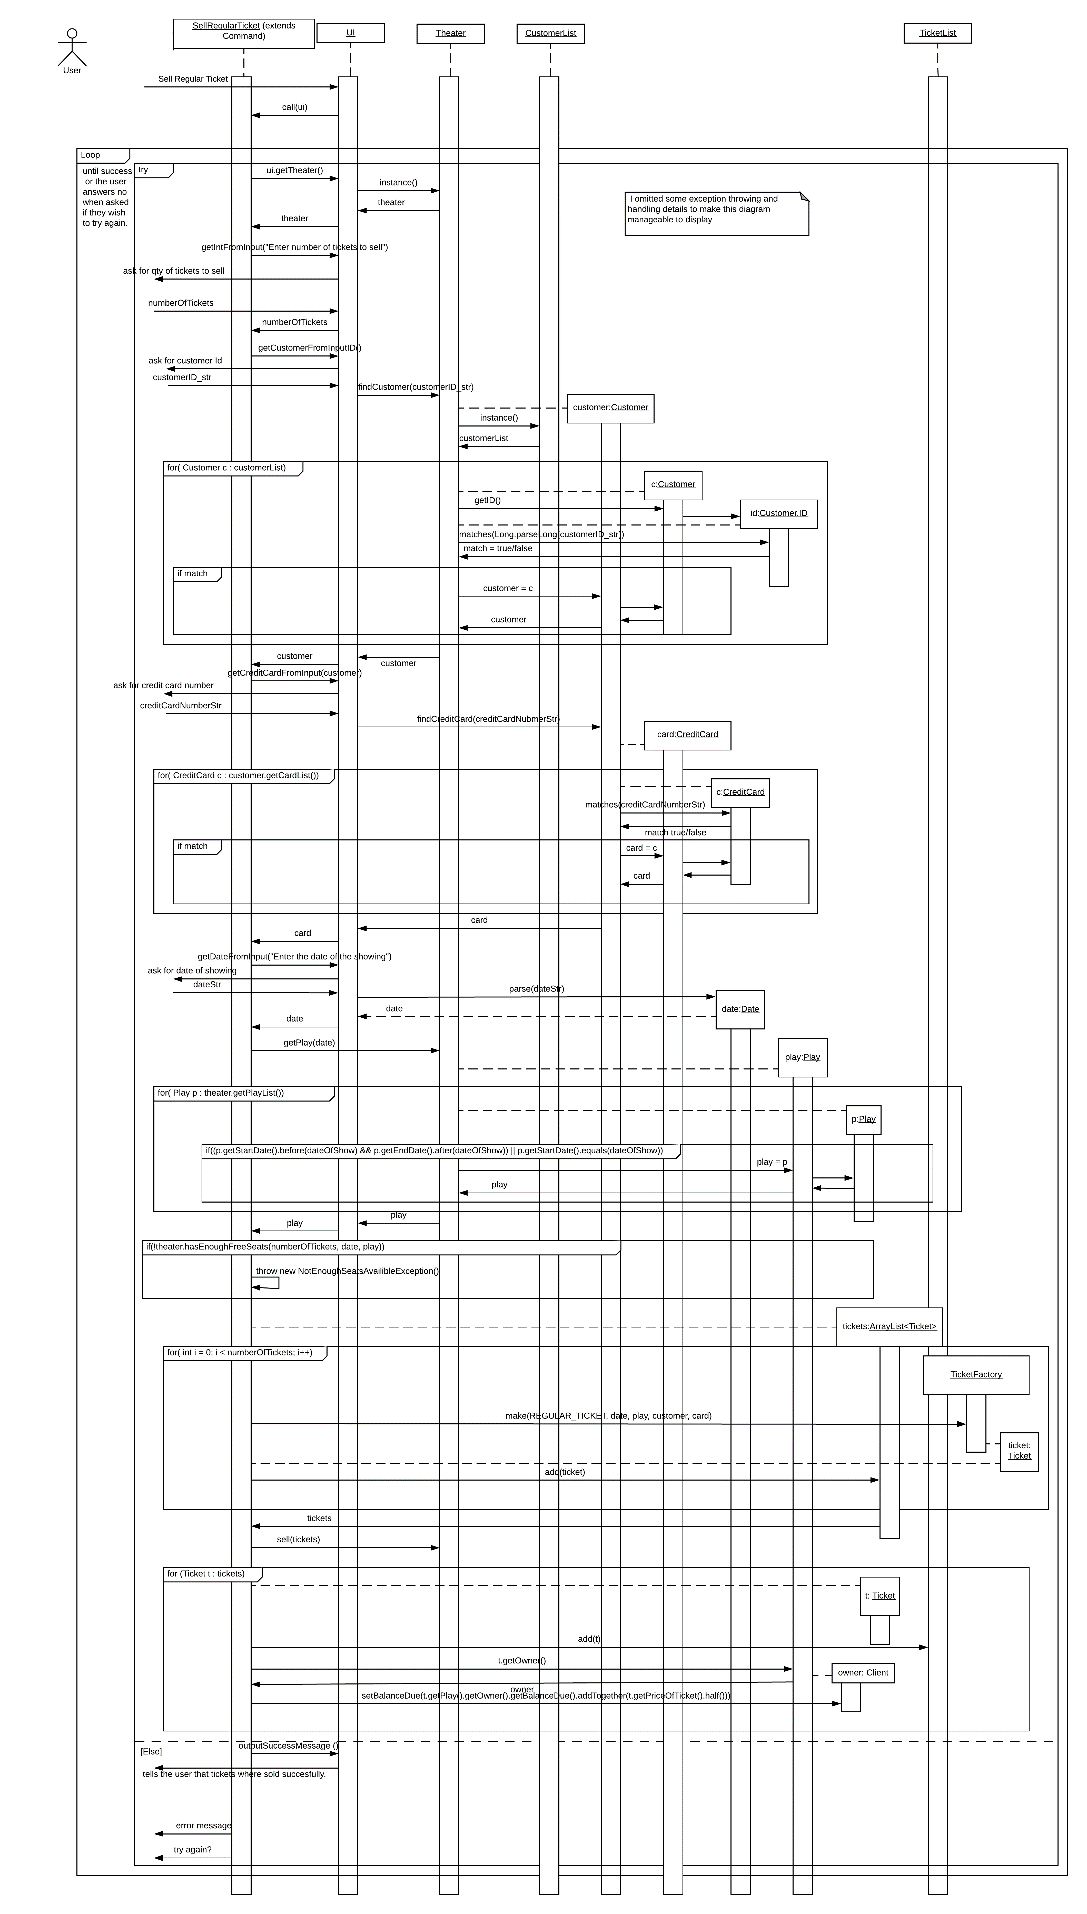 SellRegularTicket (extends
Command)
UI
Theater
CustomerList
TicketList
User
Sell Regular Ticket
call(ui)
Loop
until success
or the user
answers no
when asked
if they wish
to try again.
try
ui.getTheater()
instance()
theater
theater
I omitted some exception throwing and
handling details to make this diagram
manageable to display
getIntFromInput("Enter number of tickets to sell")
ask for qty of tickets to sell
numberOfTickets
numberOfTickets
getCustomerFromInputID()
ask for customer Id
customerID_str
findCustomer(customerID_str)
customer:Customer
instance()
customerList
for( Customer c : customerList)
c:Customer
getID()
id:Customer.ID
matches(Long.parseLong(customerID_str))
match = true/false
if match
customer = c
customer
customer
customer
getCreditCardFromInput(customer)
ask for credit card number
creditCardNumberStr
findCreditCard(creditCardNubmerStr)
card:CreditCard
for( CreditCard c : customer.getCardList())
c:CreditCard
matches(creditCardNumberStr)
match true/false
if match
card = c
card
card
card
getDateFromInput("Enter the date of the showing")
ask for date of showing
dateStr
parse(dateStr)
date
date:Date
date
getPlay(date)
play:Play
for( Play p : theater.getPlayList())
p:Play
if((p.getStartDate().before(dateOfShow) && p.getEndDate().after(dateOfShow)) || p.getStartDate().equals(dateOfShow))
play = p
play
play
play
if(!theater.hasEnoughFreeSeats(numberOfTickets, date, play))
throw new NotEnoughSeatsAvailibleException()
tickets:ArrayList<Ticket>
for( int i = 0; i < numberOfTickets; i++)
TicketFactory
make(REGULAR_TICKET, date, play, customer, card)
ticket:
Ticket
add(ticket)
tickets
sell(tickets)
for (Ticket t : tickets)
t: Ticket
add(t)
t.getOwner()
owner: Client
owner
setBalanceDue(t.getPlay().getOwner().getBalanceDue().addTogether(t.getPriceOfTicket().half()))
outputSuccessMessage ()
[Else]
tells the user that tickets where sold succesfully.
error message
try again?